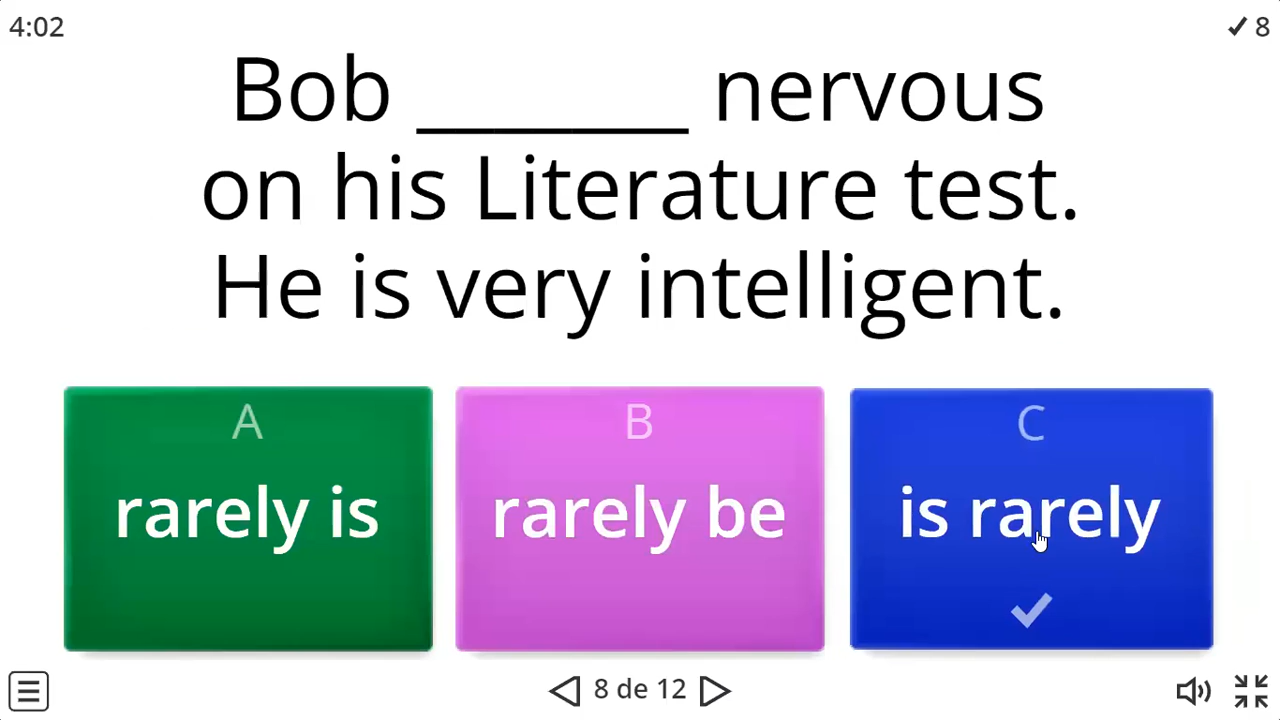 4:02
✓ 8
Bob _______ nervous
on his Literature test.
He is very intelligent.
A
rarely is
B
rarely be
C
is rarely
8 de 12